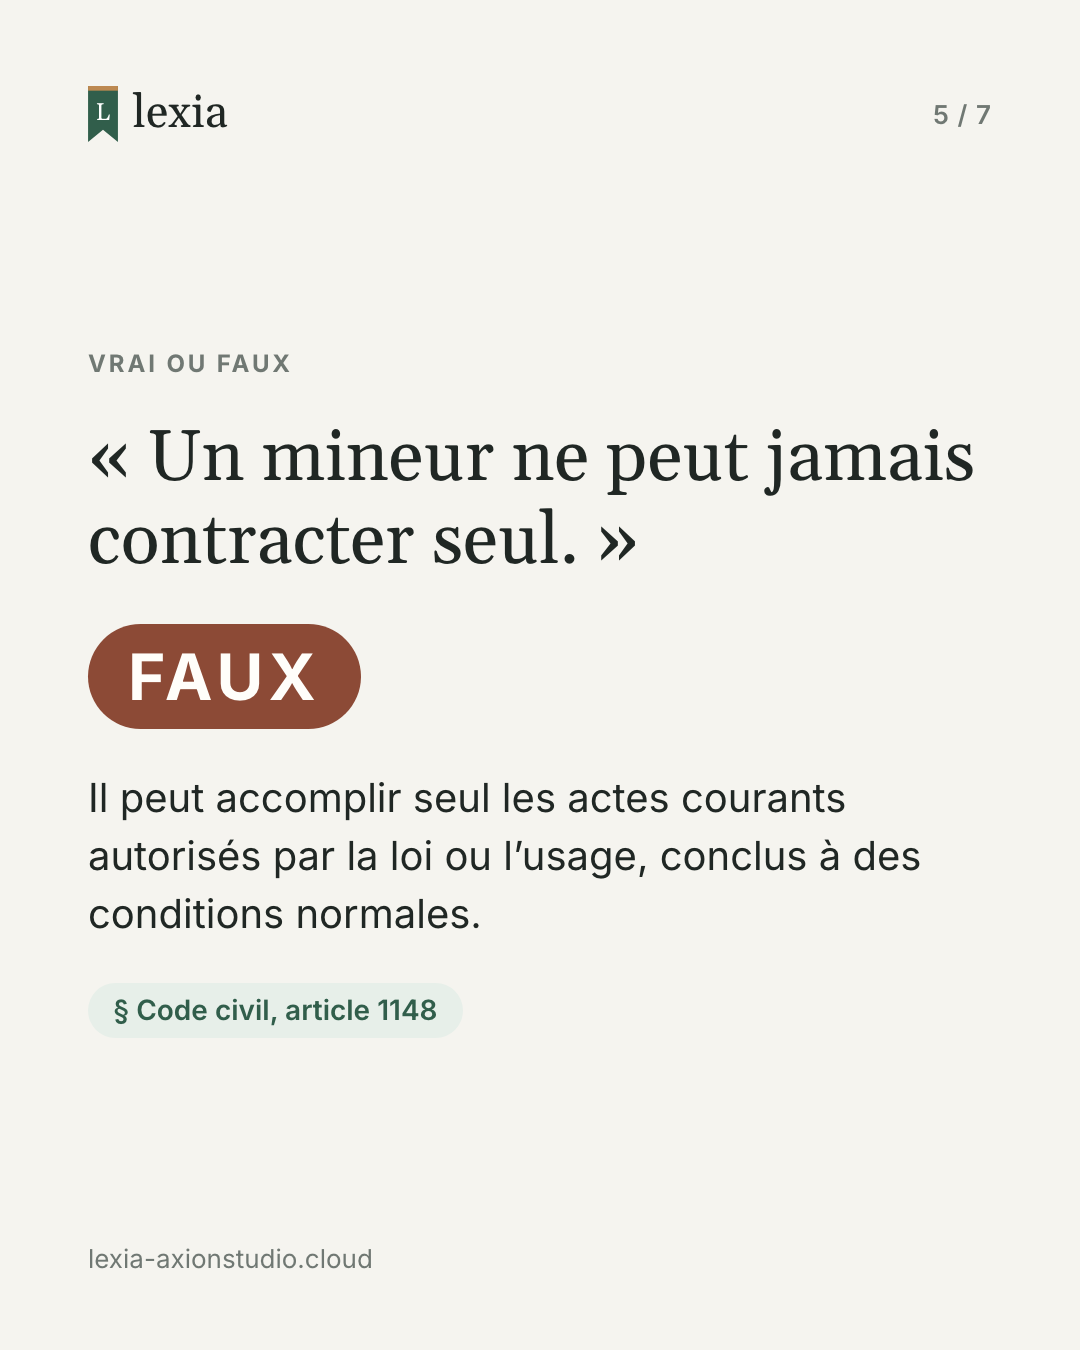 L lexia
5 / 7
VRAI OU FAUX
« Un mineur ne peut jamais
contracter seul. »
FAUX
Il peut accomplir seul les actes courants
autorisés par la loi ou l’usage, conclus à des
conditions normales.
§ Code civil, article 1148
lexia-axionstudio.cloud